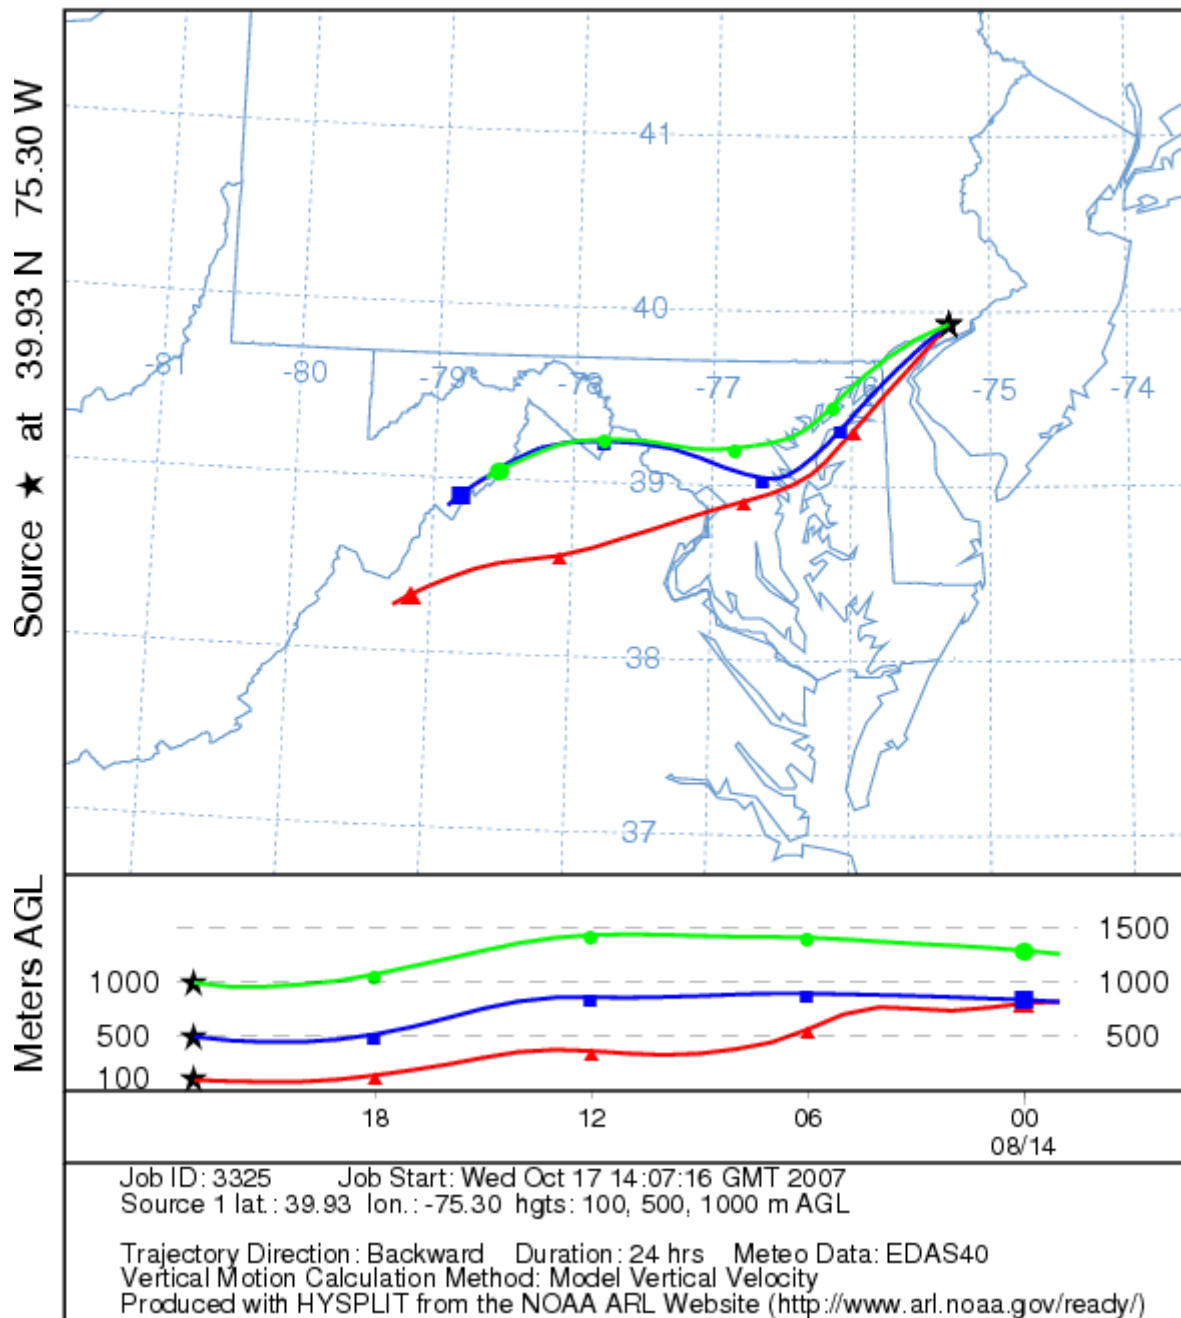 Source ★ at 39.93 N 75.30 W
41
40
-81
-80
-79
-78
-77
-76
-75
-74
39
38
37
Meters AGL
1500
1000
1000
500
500
100
18 12 06 00
08/14
Job ID: 3325 Job Start: Wed Oct 17 14:07:16 GMT 2007
Source 1 lat.: 39.93 lon.: -75.30 hgts: 100, 500, 1000 m AGL
Trajectory Direction: Backward Duration: 24 hrs Meteo Data: EDAS40
Vertical Motion Calculation Method: Model Vertical Velocity
Produced with HYSPLIT from the NOAA ARL Website (http://www.arl.noaa.gov/ready/)